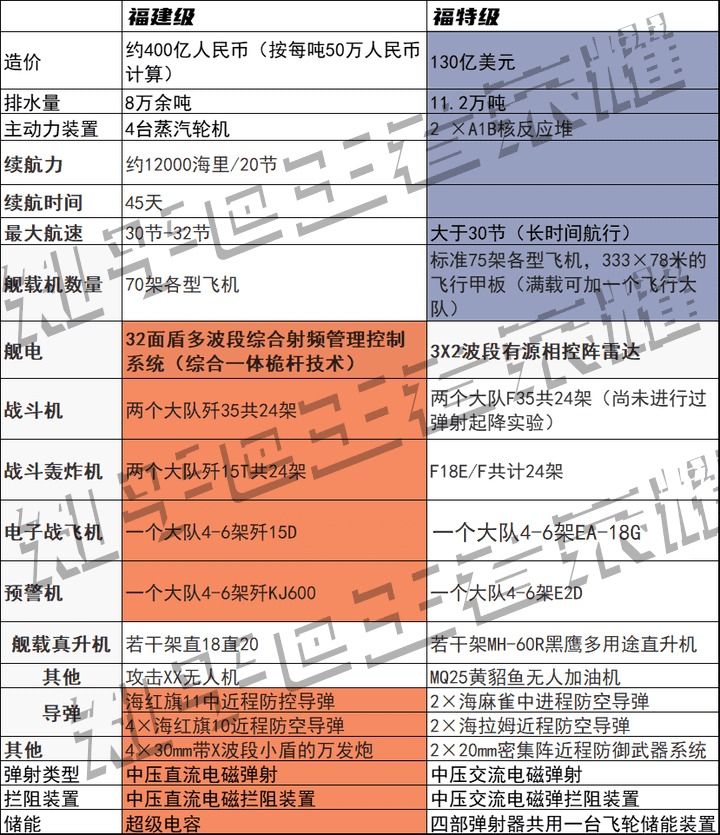 福建级 福特级
造价 约400亿人民币（按每吨50万人民币计算） 130亿美元
排水量 8万余吨 11.2万吨
主动力装置 4台蒸汽轮机 2 ×A1B核反应堆
续航力 约12000海里/20节
续航时间 45天
最大航速 30节-32节 大于30节（长时间航行）
舰载机数量 70架各型飞机 标准75架各型飞机，333×78米的飞行甲板（满载可加一个飞行大队）
舰电 32面盾多波段综合射频管理控制系统（综合一体桅杆技术） 3X2波段有源相控阵雷达
战斗机 两个大队歼35共24架 两个大队F35共24架（尚未进行过弹射起降实验）
战斗轰炸机 两个大队歼15T共24架 F18E/F共计24架
电子战飞机 一个大队4-6架歼15D 一个大队4-6架EA-18G
预警机 一个大队4-6架歼KJ600 一个大队4-6架E2D
舰载真升机 若干架直18直20 若干架MH-60R黑鹰多用途直升机
其他 攻击XX无人机 MQ25黄貂鱼无人加油机
导弹 海红旗11中近程防控导弹 2×海麻雀中进程防空导弹
4×海红旗10近程防空导弹 2×海拉姆近程防空导弹
其他 4×30mm带X波段小盾的万发炮 2×20mm密集阵近程防御武器系统
弹射类型 中压直流电磁弹射 中压交流电磁弹射
拦阻装置 中压直流电磁拦阻装置 中压交流电磁弹拦阻装置
储能 超级电容 四部弹射器共用一台飞轮储能装置